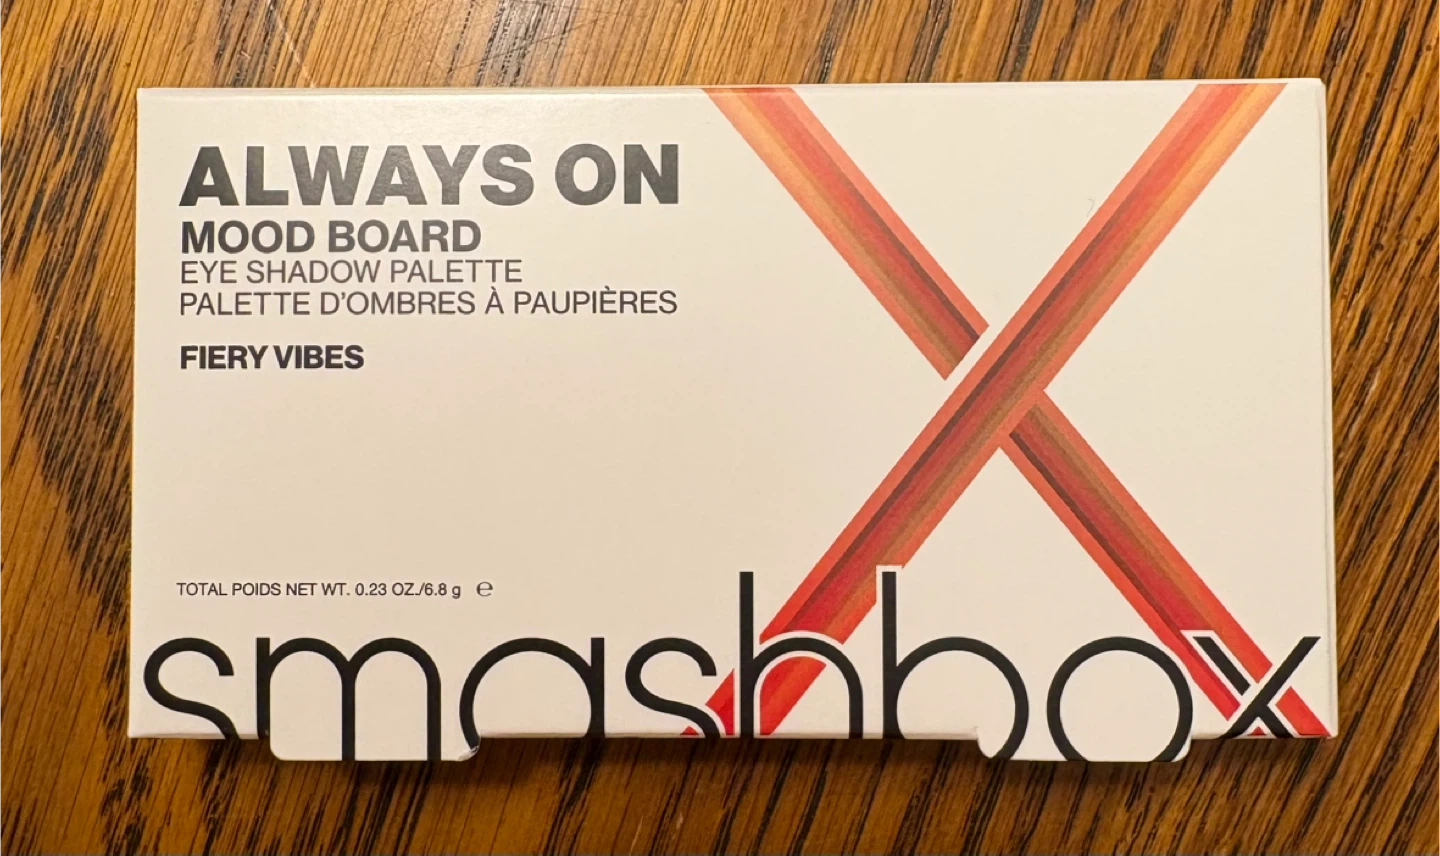 ALWAYS ON
MOOD BOARD
EYE SHADOW PALETTE
PALETTE D'OMBRES À PAUPIÈRES
FIERY VIBES
TOTAL POIDS NET WT. 0.23 OZ./6.8 g ℮
smashbox